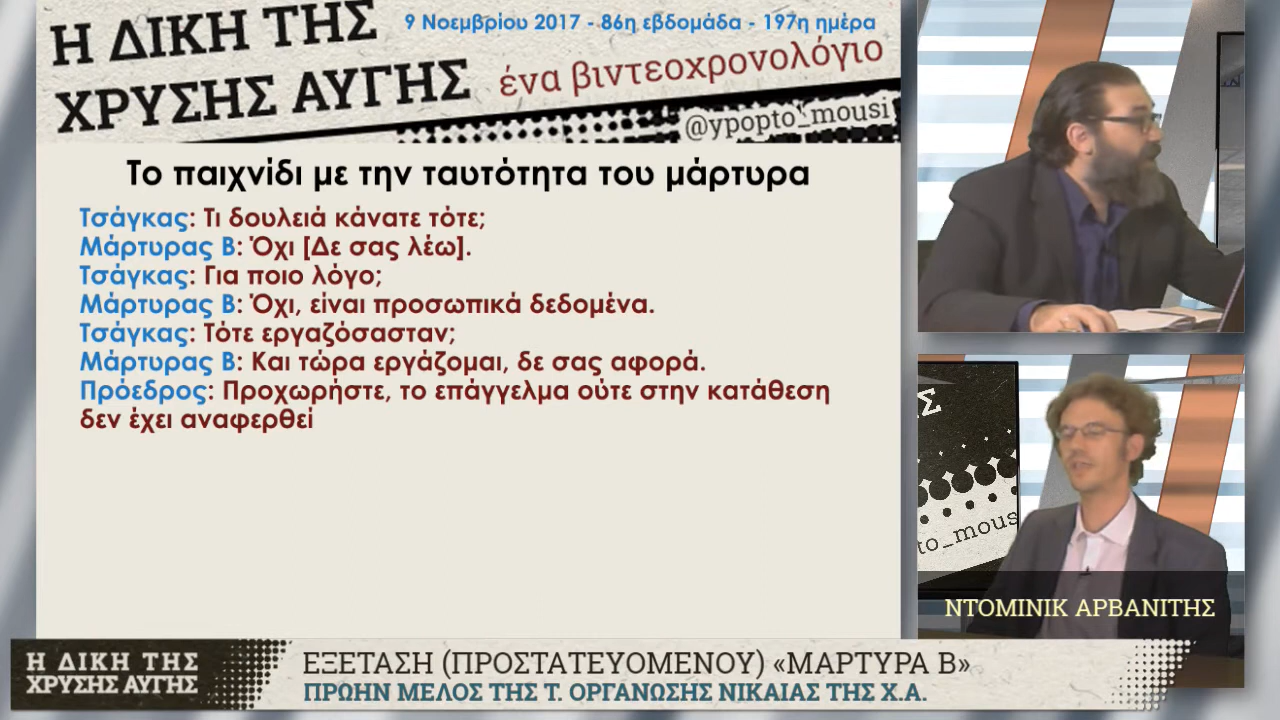 Η ΔΙΚΗ ΤΗΣ
ΧΡΥΣΗΣ ΑΥΓΗΣ
9 Νοεμβρίου 2017 - 86η εβδομάδα - 197η ημέρα
ένα βιντεοχρονολόγιο
@ypopto_mousi
Το παιχνίδι με την ταυτότητα του μάρτυρα
Τσάγκας: Τι δουλειά κάνατε τότε;
Μάρτυρας Β: Όχι [Δε σας λέω].
Τσάγκας: Για ποιο λόγο;
Μάρτυρας Β: Όχι, είναι προσωπικά δεδομένα.
Τσάγκας: Τότε εργαζόσασταν;
Μάρτυρας Β: Και τώρα εργάζομαι, δε σας αφορά.
Πρόεδρος: Προχωρήστε, το επάγγελμα ούτε στην κατάθεση
δεν έχει αναφερθεί
ΗΣ
pto_mous
ΝΤΟΜΙΝΙΚ ΑΡΒΑΝΙΤΗΣ
Η ΔΙΚΗ ΤΗΣ
ΧΡΥΣΗΣ ΑΥΓΗΣ
ΕΞΕΤΑΣΗ (ΠΡΟΣΤΑΤΕΥΟΜΕΝΟΥ) «ΜΑΡΤΥΡΑ Β»
ΠΡΩΗΝ ΜΕΛΟΣ ΤΗΣ Τ. ΟΡΓΑΝΩΣΗΣ ΝΙΚΑΙΑΣ ΤΗΣ Χ.Α.